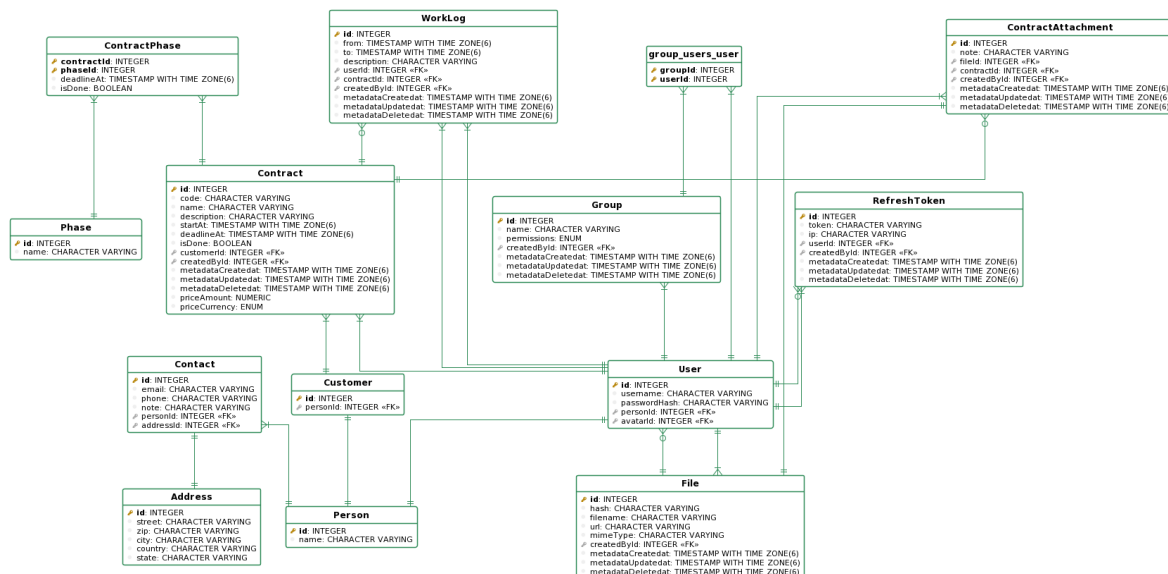 WorkLog
id: INTEGER
from: TIMESTAMP WITH TIME ZONE(6)
to: TIMESTAMP WITH TIME ZONE(6)
description: CHARACTER VARYING
userId: INTEGER «FK»
contractId: INTEGER «FK»
createdById: INTEGER «FK»
metadataCreatedat: TIMESTAMP WITH TIME ZONE(6)
metadataUpdatedat: TIMESTAMP WITH TIME ZONE(6)
metadataDeletedat: TIMESTAMP WITH TIME ZONE(6)
ContractAttachment
id: INTEGER
note: CHARACTER VARYING
fileId: INTEGER «FK»
contractId: INTEGER «FK»
createdById: INTEGER «FK»
metadataCreatedat: TIMESTAMP WITH TIME ZONE(6)
metadataUpdatedat: TIMESTAMP WITH TIME ZONE(6)
metadataDeletedat: TIMESTAMP WITH TIME ZONE(6)
ContractPhase
contractId: INTEGER
phaseId: INTEGER
deadlineAt: TIMESTAMP WITH TIME ZONE(6)
isDone: BOOLEAN
group_users_user
groupId: INTEGER
userId: INTEGER
Contract
id: INTEGER
code: CHARACTER VARYING
name: CHARACTER VARYING
description: CHARACTER VARYING
startAt: TIMESTAMP WITH TIME ZONE(6)
deadlineAt: TIMESTAMP WITH TIME ZONE(6)
isDone: BOOLEAN
customerId: INTEGER «FK»
createdById: INTEGER «FK»
metadataCreatedat: TIMESTAMP WITH TIME ZONE(6)
metadataUpdatedat: TIMESTAMP WITH TIME ZONE(6)
metadataDeletedat: TIMESTAMP WITH TIME ZONE(6)
priceAmount: NUMERIC
priceCurrency: ENUM
Phase
id: INTEGER
name: CHARACTER VARYING
Group
id: INTEGER
name: CHARACTER VARYING
permissions: ENUM
createdById: INTEGER «FK»
metadataCreatedat: TIMESTAMP WITH TIME ZONE(6)
metadataUpdatedat: TIMESTAMP WITH TIME ZONE(6)
metadataDeletedat: TIMESTAMP WITH TIME ZONE(6)
RefreshToken
id: INTEGER
token: CHARACTER VARYING
ip: CHARACTER VARYING
userId: INTEGER «FK»
createdById: INTEGER «FK»
metadataCreatedat: TIMESTAMP WITH TIME ZONE(6)
metadataUpdatedat: TIMESTAMP WITH TIME ZONE(6)
metadataDeletedat: TIMESTAMP WITH TIME ZONE(6)
Contact
id: INTEGER
email: CHARACTER VARYING
phone: CHARACTER VARYING
note: CHARACTER VARYING
personId: INTEGER «FK»
addressId: INTEGER «FK»
Customer
id: INTEGER
personId: INTEGER «FK»
User
id: INTEGER
username: CHARACTER VARYING
passwordHash: CHARACTER VARYING
personId: INTEGER «FK»
avatarId: INTEGER «FK»
Address
id: INTEGER
street: CHARACTER VARYING
zip: CHARACTER VARYING
city: CHARACTER VARYING
country: CHARACTER VARYING
state: CHARACTER VARYING
Person
id: INTEGER
name: CHARACTER VARYING
File
id: INTEGER
hash: CHARACTER VARYING
filename: CHARACTER VARYING
url: CHARACTER VARYING
mimeType: CHARACTER VARYING
createdById: INTEGER «FK»
metadataCreatedat: TIMESTAMP WITH TIME ZONE(6)
metadataUpdatedat: TIMESTAMP WITH TIME ZONE(6)
metadataDeletedat: TIMESTAMP WITH TIME ZONE(6)